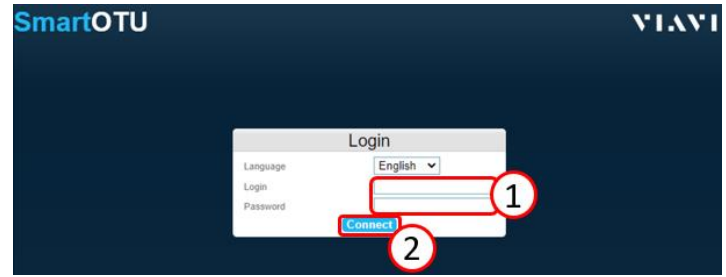 SmartOTU VIAVI
Login
Language English
Login
Password
1
Connect
2